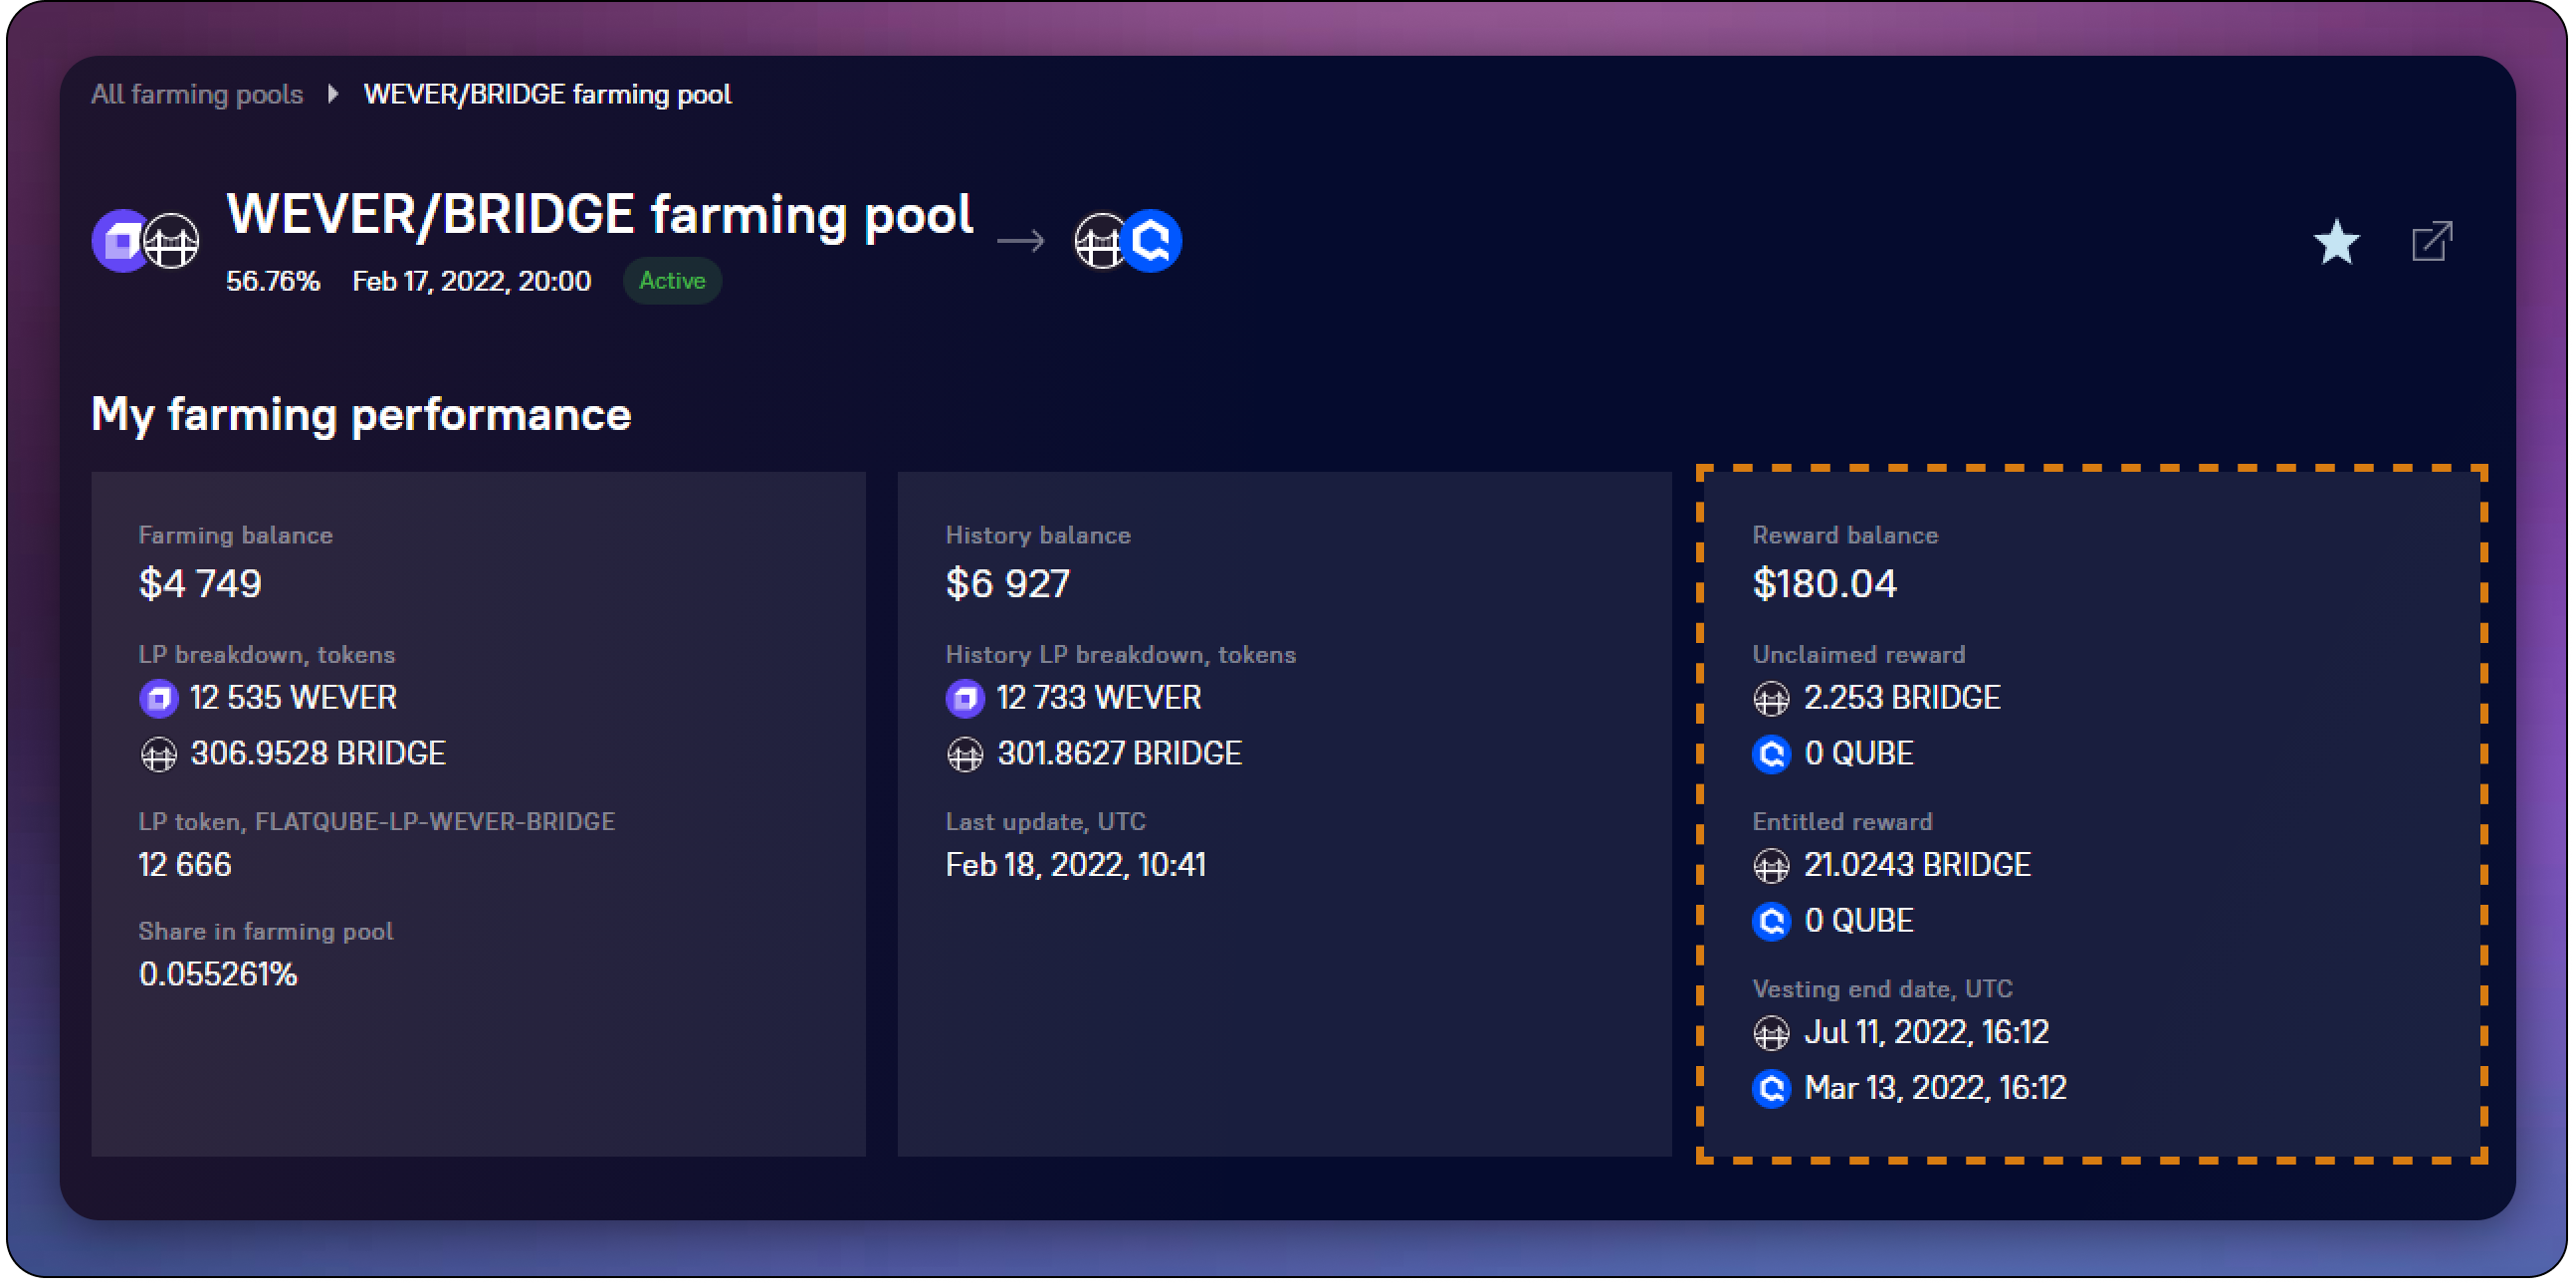 All farming pools WEVER/BRIDGE farming pool
WEVER/BRIDGE farming pool
56.76% Feb 17, 2022, 20:00 Active
My farming performance
Farming balance
$4 749
LP breakdown, tokens
12 535 WEVER
306.9528 BRIDGE
LP token, FLATQUBE-LP-WEVER-BRIDGE
12 666
Share in farming pool
0.055261%
History balance
$6 927
History LP breakdown, tokens
12 733 WEVER
301.8627 BRIDGE
Last update, UTC
Feb 18, 2022, 10:41
Reward balance
$180.04
Unclaimed reward
2.253 BRIDGE
0 QUBE
Entitled reward
21.0243 BRIDGE
0 QUBE
Vesting end date, UTC
Jul 11, 2022, 16:12
Mar 13, 2022, 16:12